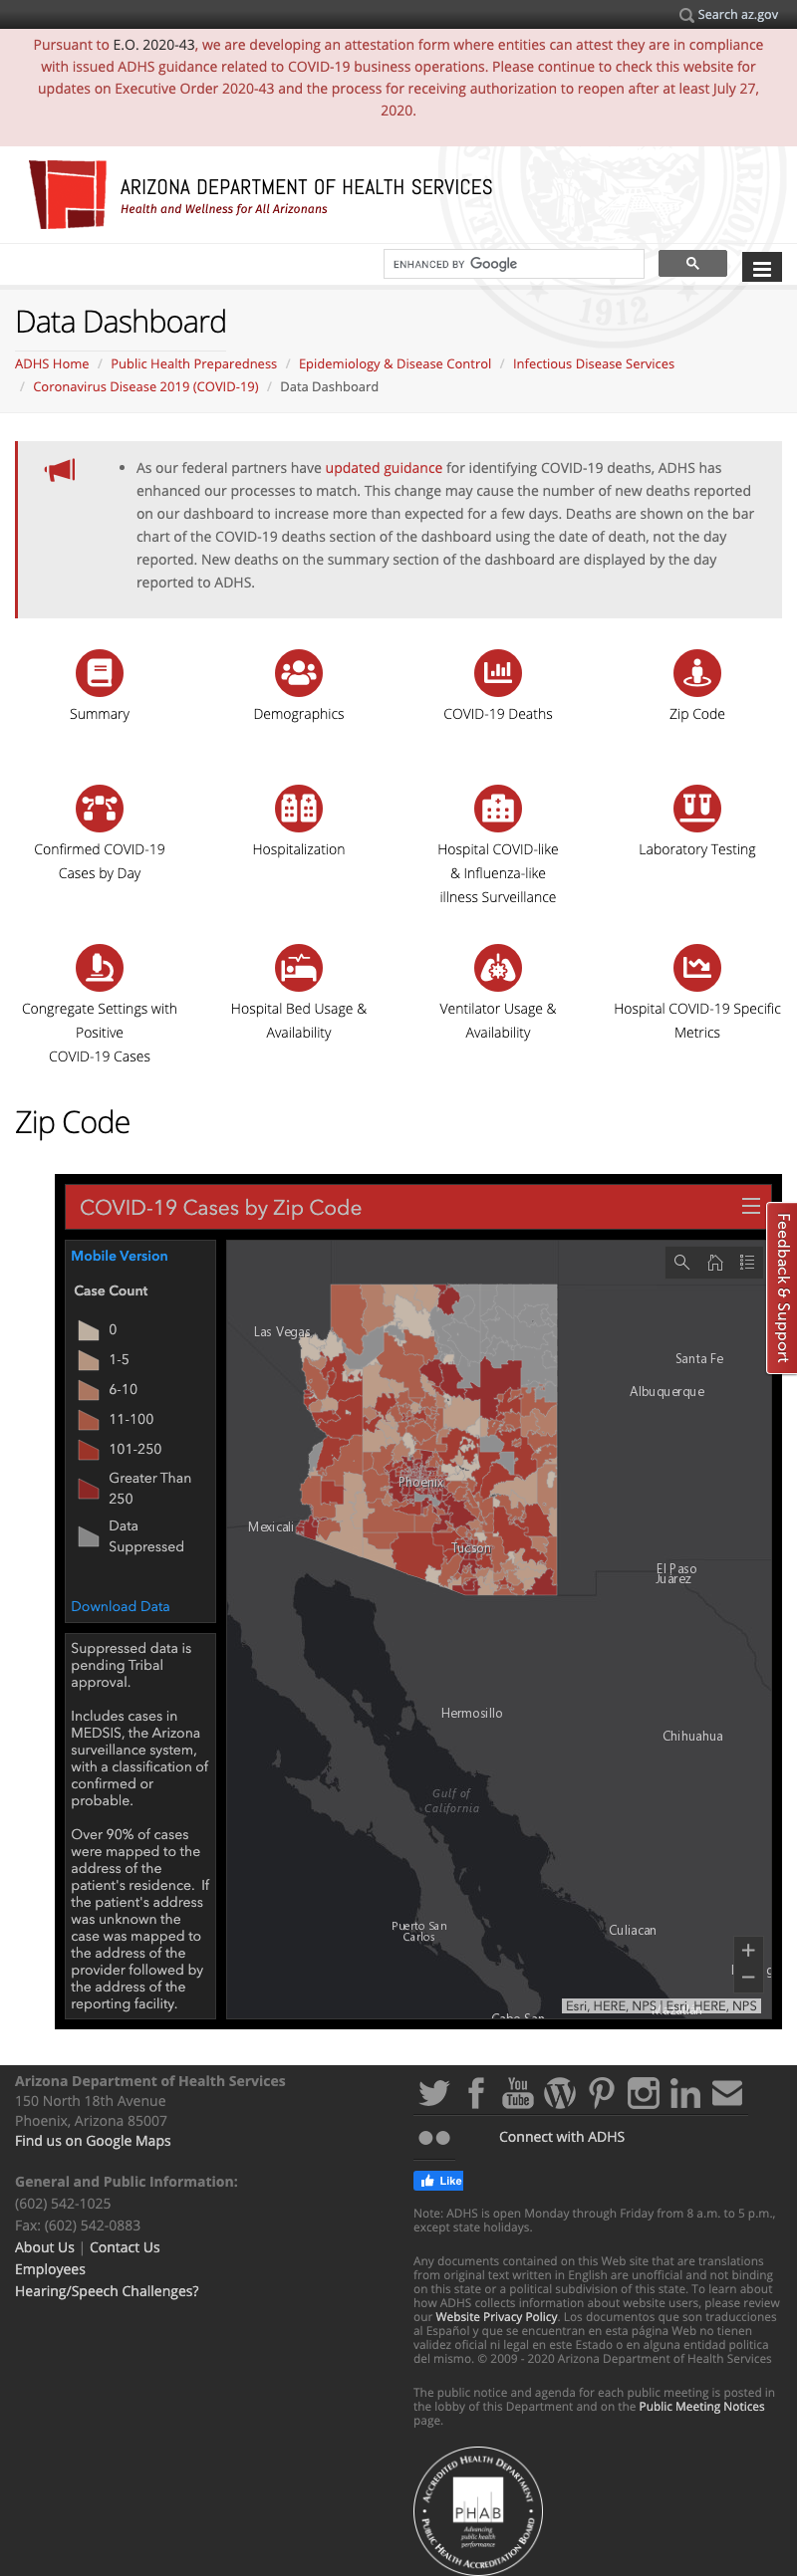 Search az.gov
Pursuant to E.O. 2020-43, we are developing an attestation form where entities can attest they are in compliance
with issued ADHS guidance related to COVID-19 business operations. Please continue to check this website for
updates on Executive Order 2020-43 and the process for receiving authorization to reopen after at least July 27,
2020.
ARIZONA DEPARTMENT OF HEALTH SERVICES
Health and Wellness for All Arizonans
1912
ENHANCED BY Google
Data Dashboard
ADHS Home / Public Health Preparedness / Epidemiology & Disease Control / Infectious Disease Services
/ Coronavirus Disease 2019 (COVID-19) / Data Dashboard
• As our federal partners have updated guidance for identifying COVID-19 deaths, ADHS has
enhanced our processes to match. This change may cause the number of new deaths reported
on our dashboard to increase more than expected for a few days. Deaths are shown on the bar
chart of the COVID-19 deaths section of the dashboard using the date of death, not the day
reported. New deaths on the summary section of the dashboard are displayed by the day
reported to ADHS.
Summary
Demographics
COVID-19 Deaths
Zip Code
Confirmed COVID-19
Cases by Day
Hospitalization
Hospital COVID-like
& Influenza-like
illness Surveillance
Laboratory Testing
Congregate Settings with
Positive
COVID-19 Cases
Hospital Bed Usage &
Availability
Ventilator Usage &
Availability
Hospital COVID-19 Specific
Metrics
Zip Code
COVID-19 Cases by Zip Code
Feedback & Support
Mobile Version
Case Count
0
1-5
6-10
11-100
101-250
Greater Than
250
Data
Suppressed
Download Data
Suppressed data is
pending Tribal
approval.
Includes cases in
MEDSIS, the Arizona
surveillance system,
with a classification of
confirmed or
probable.
Over 90% of cases
were mapped to the
address of the
patient's residence. If
the patient's address
was unknown the
case was mapped to
the address of the
provider followed by
the address of the
reporting facility.
Las Vegas
Santa Fe
Albuquerque
Phoenix
Mexicali
Tucson
El Paso
Juarez
Hermosillo
Chihuahua
Gulf of
California
Puerto San
Carlos
Culiacan
Cabo San
Esri, HERE, NPS | Esri, HERE, NPS
Arizona Department of Health Services
150 North 18th Avenue
Phoenix, Arizona 85007
Find us on Google Maps
General and Public Information:
(602) 542-1025
Fax: (602) 542-0883
About Us | Contact Us
Employees
Hearing/Speech Challenges?
You
Tube
Connect with ADHS
Like
Note: ADHS is open Monday through Friday from 8 a.m. to 5 p.m.,
except state holidays.
Any documents contained on this Web site that are translations
from original text written in English are unofficial and not binding
on this state or a political subdivision of this state. To learn about
how ADHS collects information about website users, please review
our Website Privacy Policy. Los documentos que son traducciones
al Español y que se encuentran en esta página Web no tienen
validez oficial ni legal en este Estado o en alguna entidad politica
del mismo. © 2009 - 2020 Arizona Department of Health Services
The public notice and agenda for each public meeting is posted in
the lobby of this Department and on the Public Meeting Notices
page.
ACCREDITED HEALTH DEPARTMENT
PHAB
Advancing
public health
performance
PUBLIC HEALTH ACCREDITATION BOARD